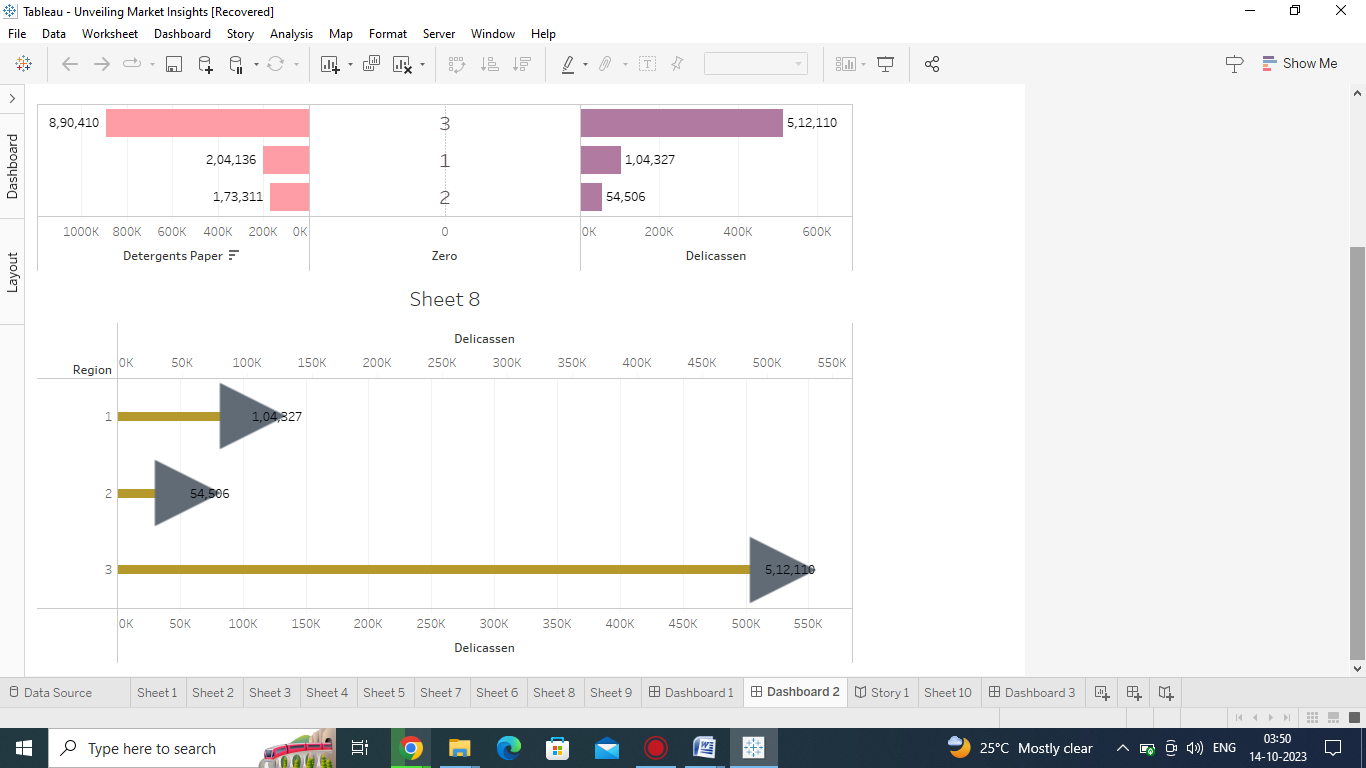 Tableau - Unveiling Market Insights [Recovered]
File Data Worksheet Dashboard Story Analysis Map Format Server Window Help
Show Me
Dashboard
Layout
8,90,410 3 5,12,110
2,04,136 1 1,04,327
1,73,311 2 54,506
1000K 800K 600K 400K 200K 0K 0 0K 200K 400K 600K
Detergents Paper Zero Delicassen
Sheet 8
Delicassen
Region 0K 50K 100K 150K 200K 250K 300K 350K 400K 450K 500K 550K
1 1,04,327
2 54,506
3 5,12,110
0K 50K 100K 150K 200K 250K 300K 350K 400K 450K 500K 550K
Delicassen
Data Source Sheet 1 Sheet 2 Sheet 3 Sheet 4 Sheet 5 Sheet 7 Sheet 6 Sheet 8 Sheet 9 Dashboard 1 Dashboard 2 Story 1 Sheet 10 Dashboard 3
Type here to search 25°C Mostly clear ENG 03:50
14-10-2023